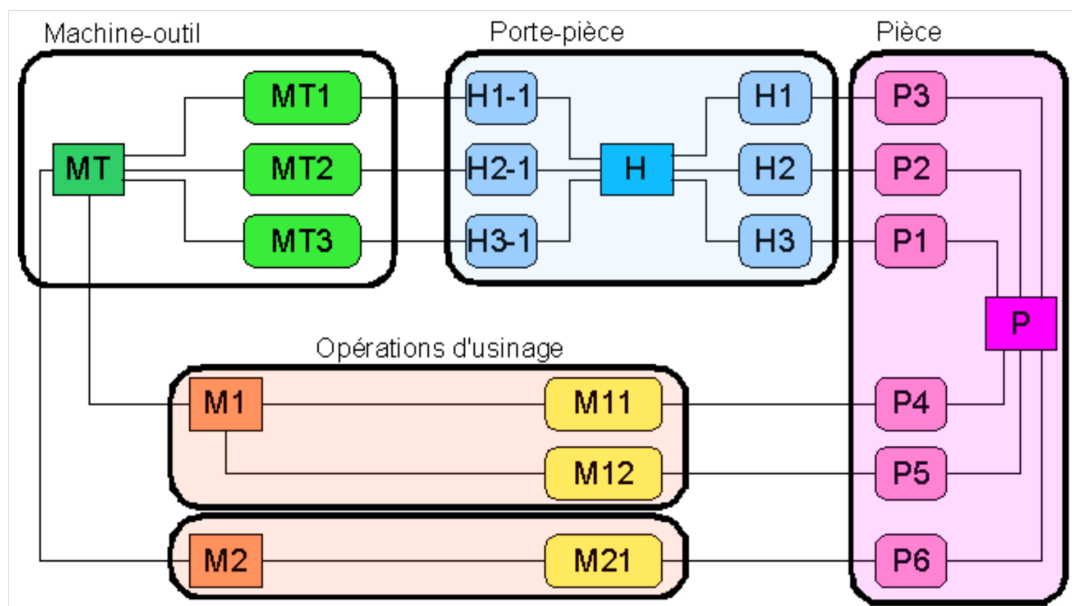 Machine-outil Porte-pièce Pièce
MT1 H1-1 H1 P3
MT MT2 H2-1 H H2 P2
MT3 H3-1 H3 P1
P
Opérations d'usinage
M1 M11 P4
M12 P5
M2 M21 P6